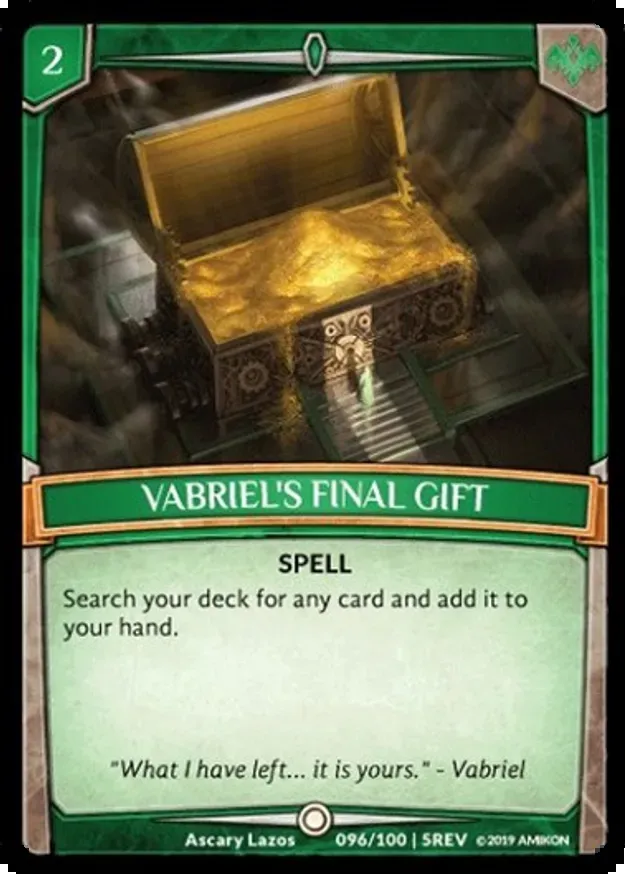 2
VABRIEL'S FINAL GIFT
SPELL
Search your deck for any card and add it to
your hand.
"What I have left... it is yours." - Vabriel
Ascary Lazos 096/100 | 5REV ©2019 AMIKON